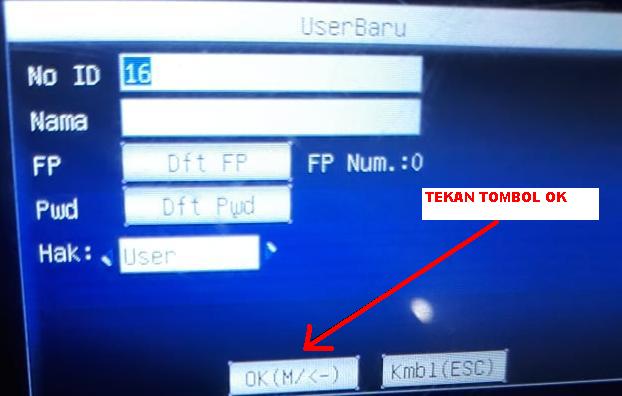 UserBaru
No ID 16
Nama
FP Dft FP FP Num.:0
Pwd Dft Pwd
TEKAN TOMBOL OK
Hak: User
OK(M/<-) Kmbl(ESC)